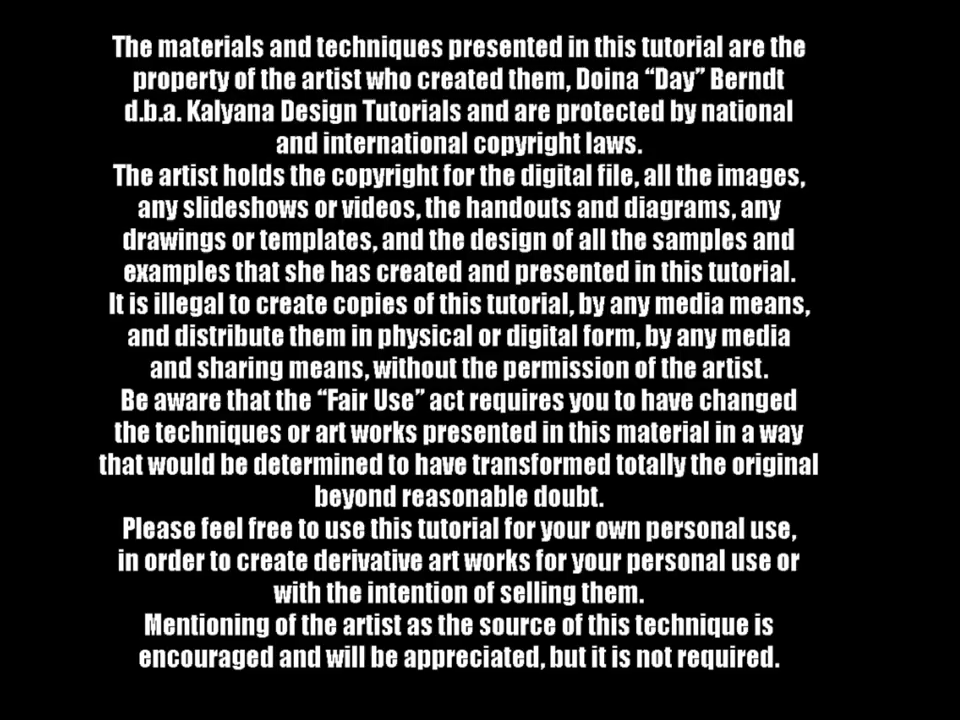 The materials and techniques presented in this tutorial are the
property of the artist who created them, Doina “Day” Berndt
d.b.a. Kalyana Design Tutorials and are protected by national
and international copyright laws.
The artist holds the copyright for the digital file, all the images,
any slideshows or videos, the handouts and diagrams, any
drawings or templates, and the design of all the samples and
examples that she has created and presented in this tutorial.
It is illegal to create copies of this tutorial, by any media means,
and distribute them in physical or digital form, by any media
and sharing means, without the permission of the artist.
Be aware that the “Fair Use” act requires you to have changed
the techniques or art works presented in this material in a way
that would be determined to have transformed totally the original
beyond reasonable doubt.
Please feel free to use this tutorial for your own personal use,
in order to create derivative art works for your personal use or
with the intention of selling them.
Mentioning of the artist as the source of this technique is
encouraged and will be appreciated, but it is not required.